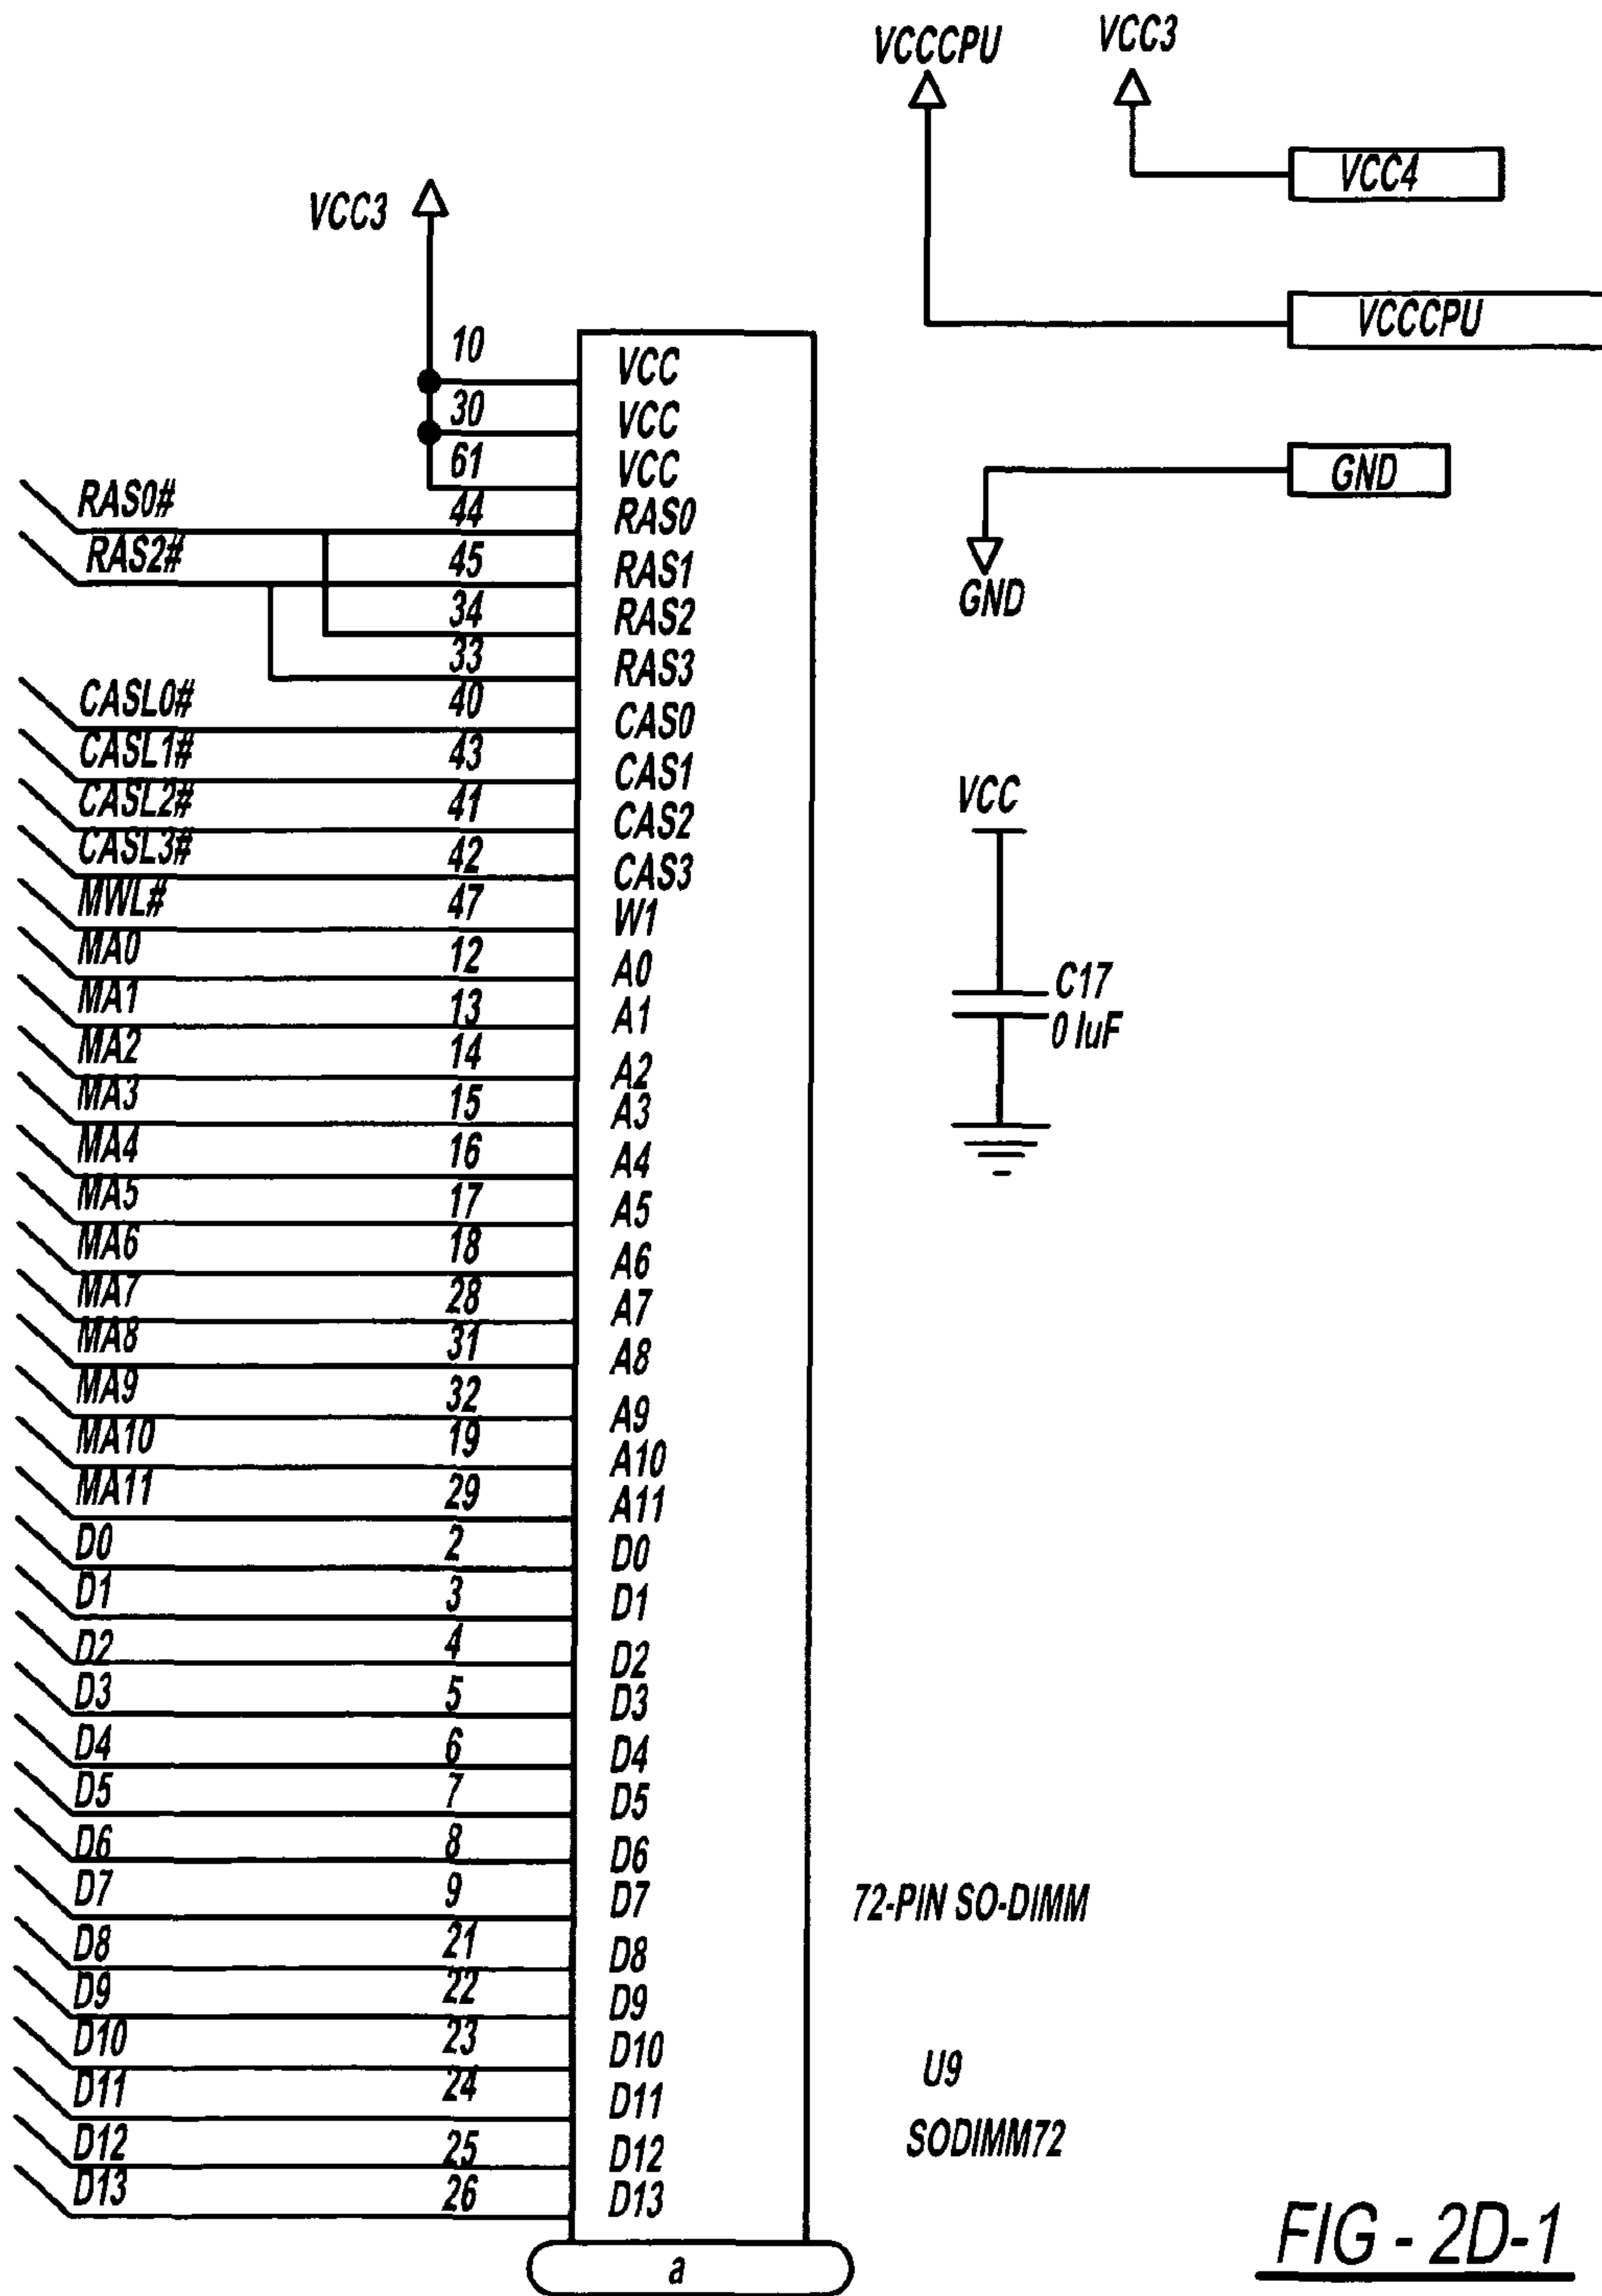 VCCCPU
VCC3
VCC4
VCC3
VCCCPU
10 VCC
30 VCC
61 VCC
GND
GND
RAS0# 44 RAS0
RAS2# 45 RAS1
34 RAS2
33 RAS3
CASL0# 40 CAS0
CASL1# 43 CAS1
CASL2# 41 CAS2
CASL3# 42 CAS3
MWL# 47 W1
MA0 12 A0
MA1 13 A1
MA2 14 A2
MA3 15 A3
MA4 16 A4
MA5 17 A5
MA6 18 A6
MA7 28 A7
MA8 31 A8
MA9 32 A9
MA10 19 A10
MA11 29 A11
VCC
C17
0 1uF
D0 2 D0
D1 3 D1
D2 4 D2
D3 5 D3
D4 6 D4
D5 7 D5
D6 8 D6
D7 9 D7
D8 21 D8
D9 22 D9
D10 23 D10
D11 24 D11
D12 25 D12
D13 26 D13
72-PIN SO-DIMM
U9
SODIMM72
a
FIG - 2D-1